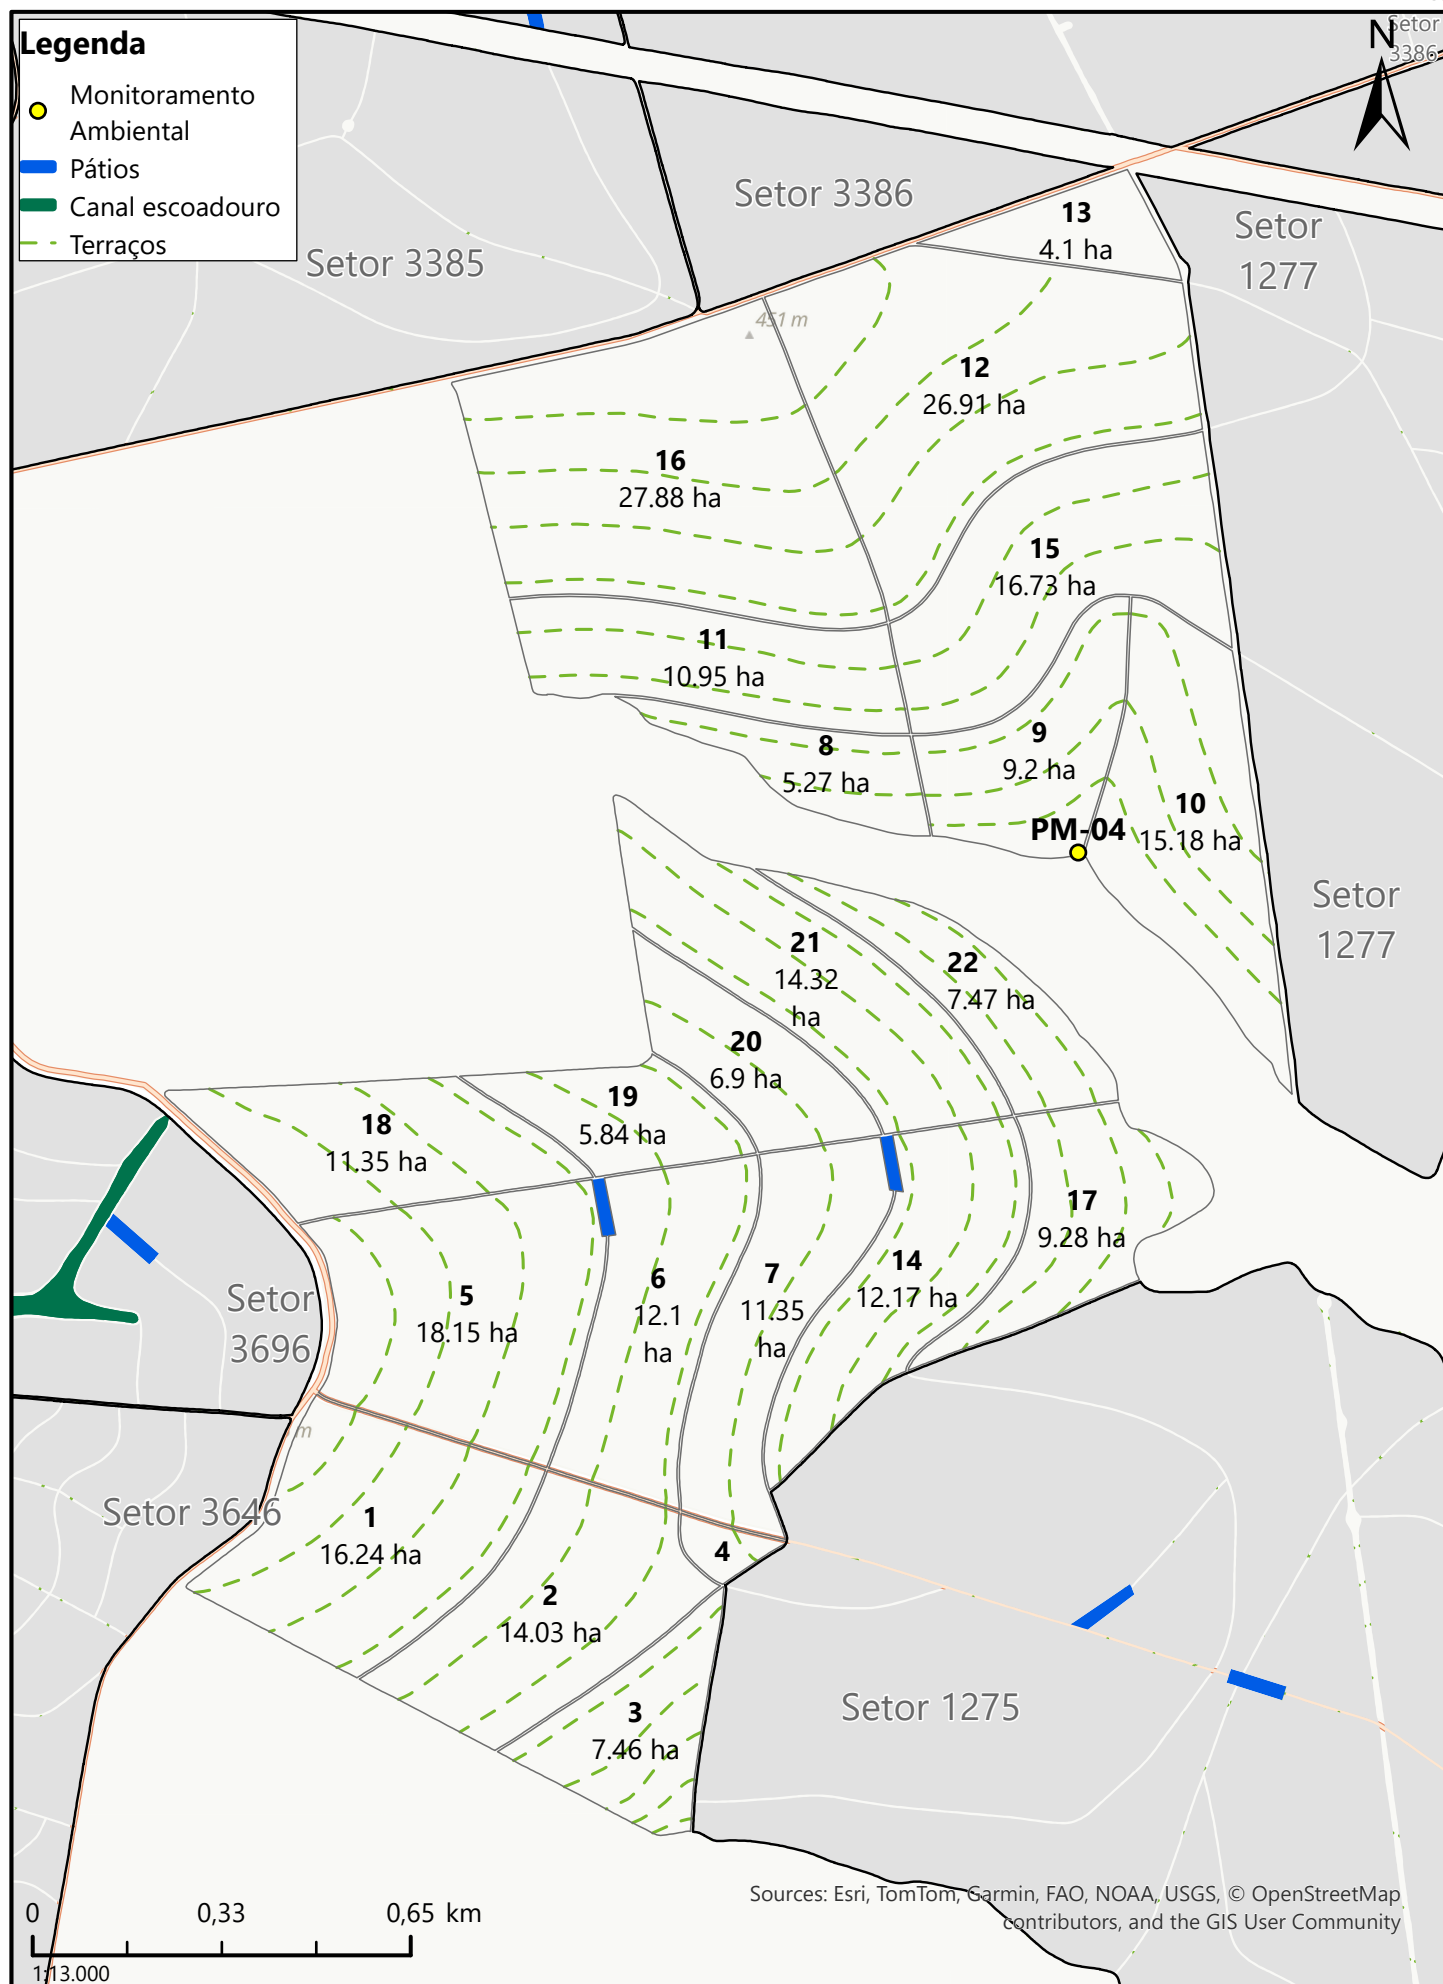 Legenda
Monitoramento
Ambiental
Pátios
Canal escoadouro
Terraços
N
Setor
3386
Setor 3386
Setor 3385
Setor
1277
13
4.1 ha
451 m
12
26.91 ha
16
27.88 ha
15
16.73 ha
11
10.95 ha
8
5.27 ha
9
9.2 ha
10
15.18 ha
PM-04
Setor
1277
21
14.32
ha
22
7.47 ha
20
6.9 ha
19
5.84 ha
18
11.35 ha
17
9.28 ha
14
12.17 ha
7
11.35
ha
6
12.1
ha
5
18.15 ha
Setor
3696
m
Setor 3646
1
16.24 ha
4
2
14.03 ha
3
7.46 ha
Setor 1275
Sources: Esri, TomTom, Garmin, FAO, NOAA, USGS, © OpenStreetMap
contributors, and the GIS User Community
0 0,33 0,65 km
1:13.000